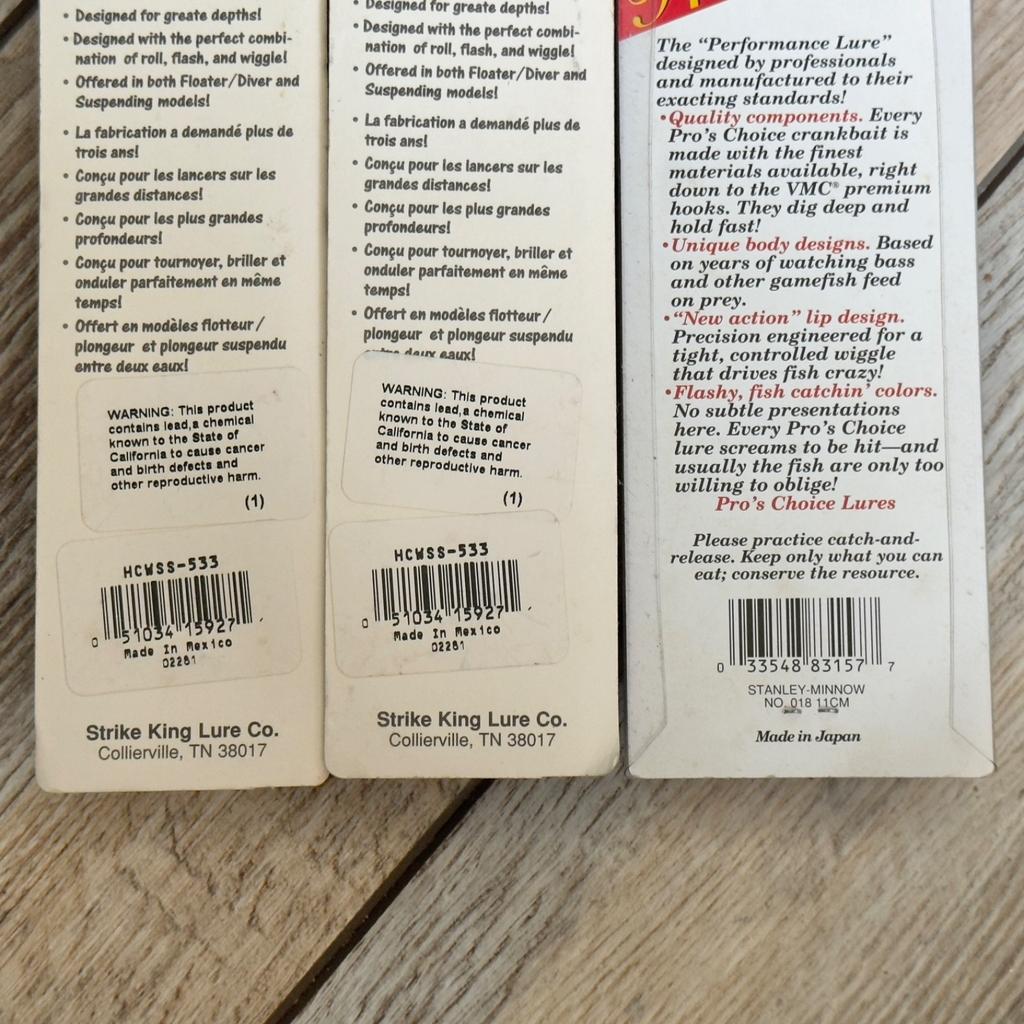 • Designed for greate depths!
• Designed with the perfect combi-
nation of roll, flash, and wiggle!
• Offered in both Floater/Diver and
Suspending models!
• La fabrication a demandé plus de
trois ans!
• Conçu pour les lancers sur les
grandes distances!
• Conçu pour les plus grandes
profondeurs!
• Conçu pour tournoyer, briller et
onduler parfaitement en même
temps!
• Offert en modèles flotteur /
plongeur et plongeur suspendu
entre deux eaux!
WARNING: This product
contains lead,a chemical
known to the State of
California to cause cancer
and birth defects and
other reproductive harm.
(1)
HCWSS-533
0 51034 15927
Made In Mexico
02281
Strike King Lure Co.
Collierville, TN 38017
Designed for greate depths!
• Designed with the perfect combi-
nation of roll, flash, and wiggle!
• Offered in both Floater/Diver and
Suspending models!
• La fabrication a demandé plus de
trois ans!
• Conçu pour les lancers sur les
grandes distances!
• Conçu pour les plus grandes
profondeurs!
• Conçu pour tournoyer, briller et
onduler parfaitement en même
temps!
• Offert en modèles flotteur /
plongeur et plongeur suspendu
entre deux eaux!
WARNING: This product
contains lead,a chemical
known to the State of
California to cause cancer
and birth defects and
other reproductive harm.
(1)
HCWSS-533
0 51034 15927
Made In Mexico
02281
Strike King Lure Co.
Collierville, TN 38017
The “Performance Lure”
designed by professionals
and manufactured to their
exacting standards!
•Quality components. Every
Pro’s Choice crankbait is
made with the finest
materials available, right
down to the VMC® premium
hooks. They dig deep and
hold fast!
•Unique body designs. Based
on years of watching bass
and other gamefish feed
on prey.
•“New action” lip design.
Precision engineered for a
tight, controlled wiggle
that drives fish crazy!
•Flashy, fish catchin’ colors.
No subtle presentations
here. Every Pro’s Choice
lure screams to be hit—and
usually the fish are only too
willing to oblige!
Pro’s Choice Lures
Please practice catch-and-
release. Keep only what you can
eat; conserve the resource.
0 33548 83157 7
STANLEY-MINNOW
NO. 018 11CM
Made in Japan